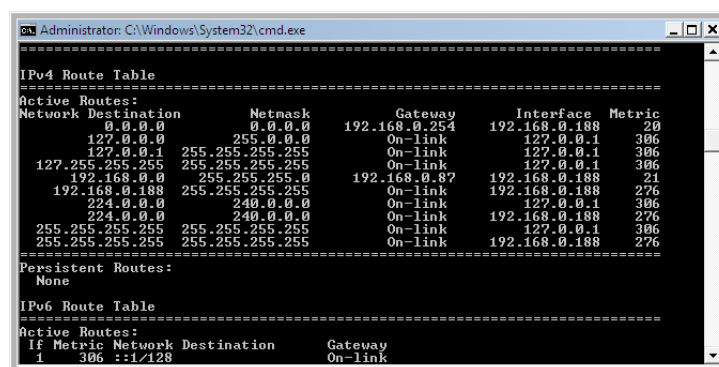 Administrator: C:\Windows\System32\cmd.exe
===========================================================================
IPv4 Route Table
===========================================================================
Active Routes:
Network Destination Netmask Gateway Interface Metric
0.0.0.0 0.0.0.0 192.168.0.254 192.168.0.188 20
127.0.0.0 255.0.0.0 On-link 127.0.0.1 306
127.0.0.1 255.255.255.255 On-link 127.0.0.1 306
127.255.255.255 255.255.255.255 On-link 127.0.0.1 306
192.168.0.0 255.255.255.0 192.168.0.87 192.168.0.188 21
192.168.0.188 255.255.255.255 On-link 192.168.0.188 276
224.0.0.0 240.0.0.0 On-link 127.0.0.1 306
224.0.0.0 240.0.0.0 On-link 192.168.0.188 276
255.255.255.255 255.255.255.255 On-link 127.0.0.1 306
255.255.255.255 255.255.255.255 On-link 192.168.0.188 276
===========================================================================
Persistent Routes:
None
IPv6 Route Table
===========================================================================
Active Routes:
If Metric Network Destination Gateway
1 306 ::1/128 On-link